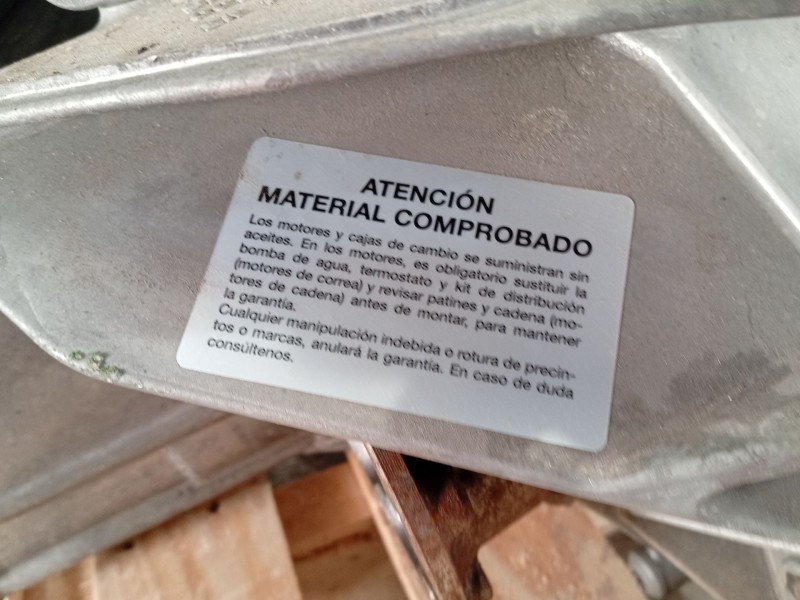 ATENCIÓN
MATERIAL COMPROBADO
Los motores y cajas de cambio se suministran sin
aceites. En los motores, es obligatorio sustituir la
bomba de agua, termostato y kit de distribución
(motores de correa) y revisar patines y cadena (mo-
tores de cadena) antes de montar, para mantener
la garantía.
Cualquier manipulación indebida o rotura de precin-
tos o marcas, anulará la garantía. En caso de duda
consúltenos.